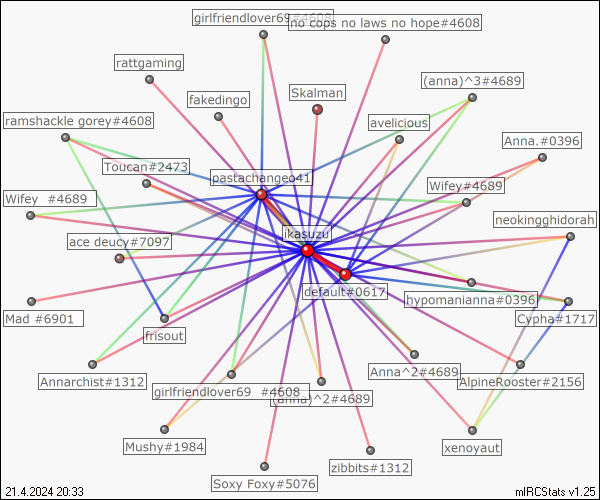 girlfriendlover69 #4608
no cops no laws no hope#4608
rattgaming
(anna)^3#4689
fakedingo
Skalman
ramshackle gorey#4608
avelicious
Anna.#0396
Toucan#2473
pastachangeo41
Wifey #4689
Wifey#4689
neokingghidorah
ikasuzu
ace deucy#7097
default#0617
hypomanianna#0396
Mad #6901
Cypha#1717
frisout
Annarchist#1312
Anna^2#4689
AlpineRooster#2156
girlfriendlover69 #4608
(anna)^2#4689
Mushy#1984
xenoyaut
zibbits#1312
Soxy Foxy#5076
21.4.2024 20:33
mIRCStats v1.25